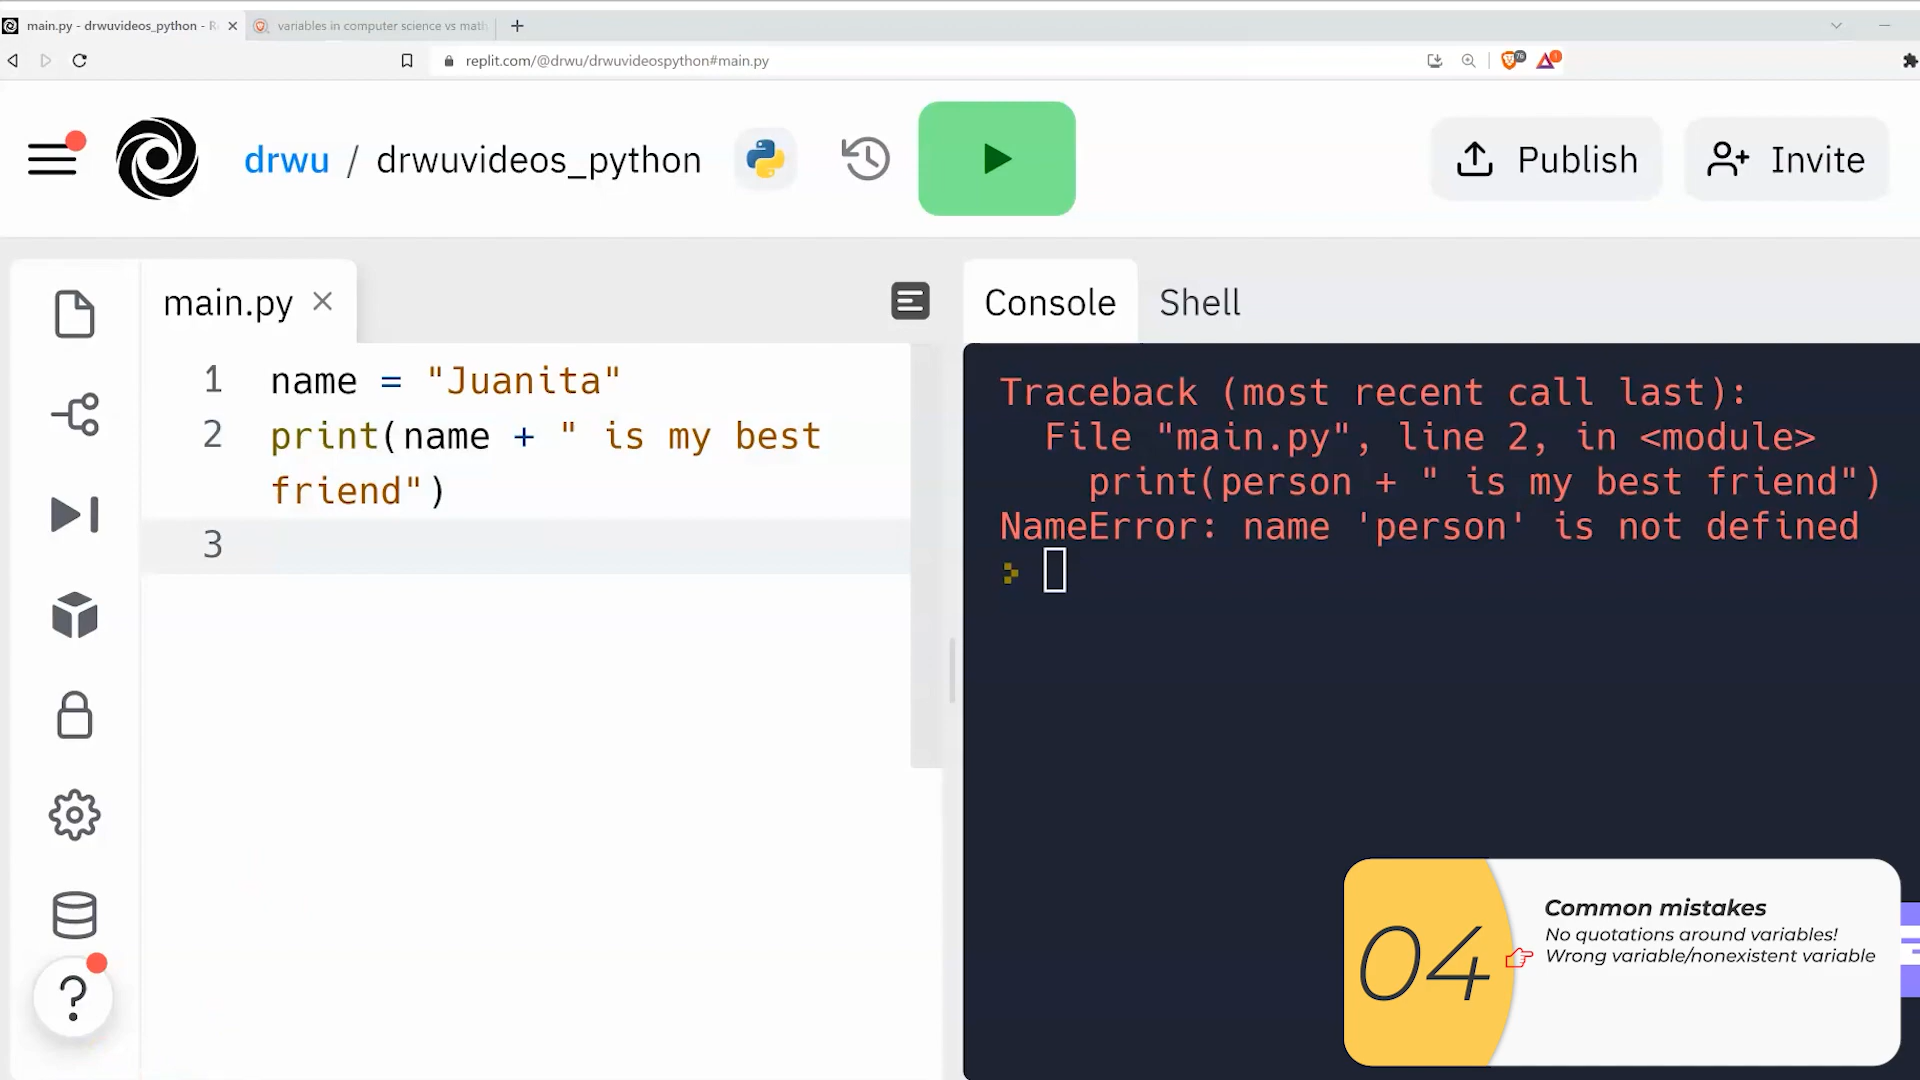 main.py - drwuvideos_python - R
variables in computer science vs math
replit.com/@drwu/drwuvideospython#main.py
76
1
drwu / drwuvideos_python
Publish
Invite
main.py
Console
Shell
1 name = "Juanita"
2 print(name + " is my best
friend")
3
Traceback (most recent call last):
File "main.py", line 2, in <module>
print(person + " is my best friend")
NameError: name 'person' is not defined
04
Common mistakes
No quotations around variables!
Wrong variable/nonexistent variable